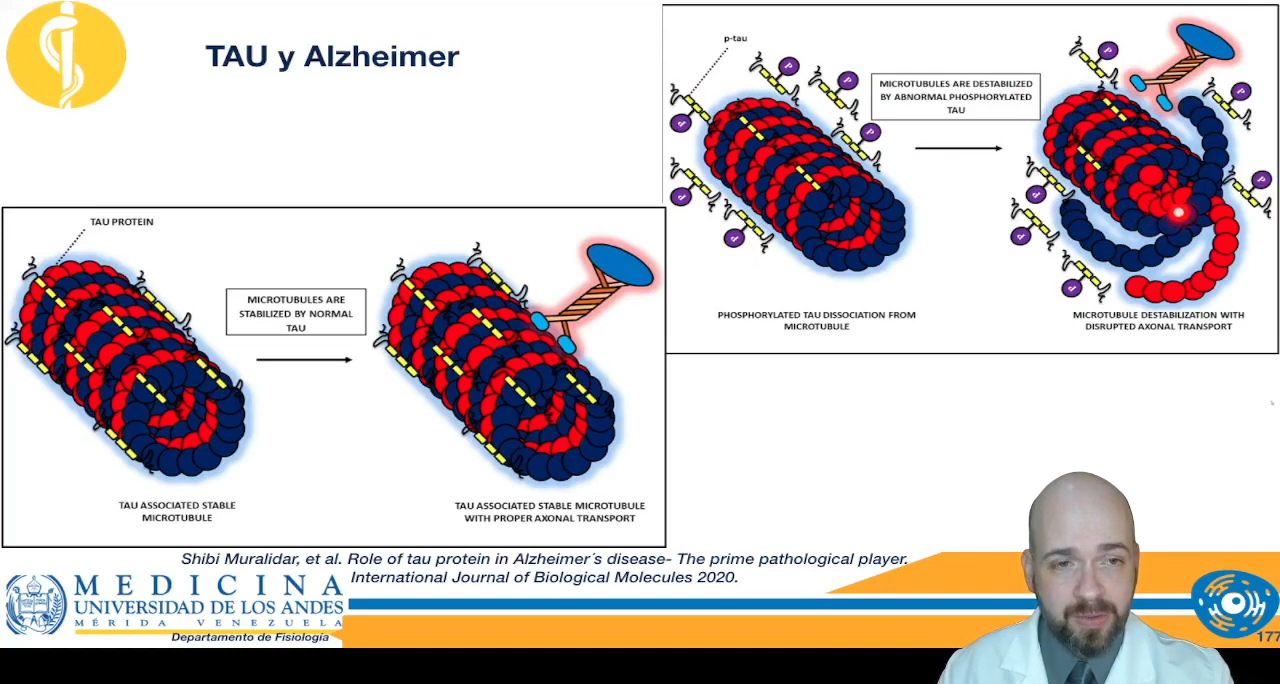 TAU y Alzheimer
TAU PROTEIN
MICROTUBULES ARE
STABILIZED BY NORMAL
TAU
TAU ASSOCIATED STABLE
MICROTUBULE
TAU ASSOCIATED STABLE MICROTUBULE
WITH PROPER AXONAL TRANSPORT
p-tau
P
P
P
P
P
P
MICROTUBULES ARE DESTABILIZED
BY ABNORMAL PHOSPHORYLATED
TAU
P
P
P
P
P
P
PHOSPHORYLATED TAU DISSOCIATION FROM
MICROTUBULE
MICROTUBULE DESTABILIZATION WITH
DISRUPTED AXONAL TRANSPORT
Shibi Muralidar, et al. Role of tau protein in Alzheimer´s disease- The prime pathological player.
International Journal of Biological Molecules 2020.
MEDICINA
UNIVERSIDAD DE LOS ANDES
MÉRIDA VENEZUELA
Departamento de Fisiología
177